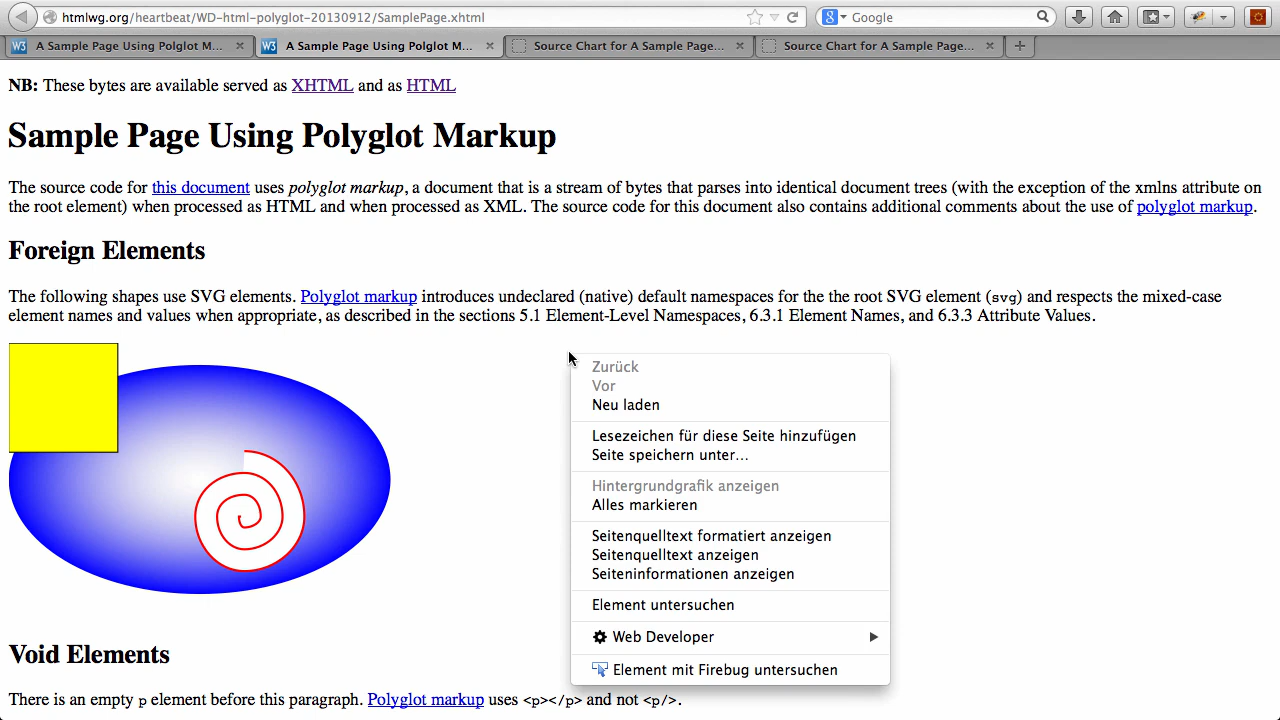 htmlwg.org/heartbeat/WD-html-polyglot-20130912/SamplePage.xhtml
Google
A Sample Page Using Polglot M...
A Sample Page Using Polglot M...
Source Chart for A Sample Page...
Source Chart for A Sample Page...
NB: These bytes are available served as XHTML and as HTML
Sample Page Using Polyglot Markup
The source code for this document uses polyglot markup, a document that is a stream of bytes that parses into identical document trees (with the exception of the xmlns attribute on
the root element) when processed as HTML and when processed as XML. The source code for this document also contains additional comments about the use of polyglot markup.
Foreign Elements
The following shapes use SVG elements. Polyglot markup introduces undeclared (native) default namespaces for the the root SVG element (svg) and respects the mixed-case
element names and values when appropriate, as described in the sections 5.1 Element-Level Namespaces, 6.3.1 Element Names, and 6.3.3 Attribute Values.
Zurück
Vor
Neu laden
Lesezeichen für diese Seite hinzufügen
Seite speichern unter...
Hintergrundgrafik anzeigen
Alles markieren
Seitenquelltext formatiert anzeigen
Seitenquelltext anzeigen
Seiteninformationen anzeigen
Element untersuchen
Web Developer
Element mit Firebug untersuchen
Void Elements
There is an empty p element before this paragraph. Polyglot markup uses <p></p> and not <p/>.